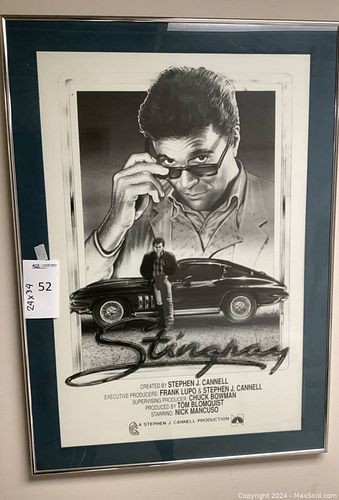 52
24x34
Stingray
CREATED BY STEPHEN J. CANNELL
EXECUTIVE PRODUCERS: FRANK LUPO & STEPHEN J. CANNELL
SUPERVISING PRODUCER: CHUCK BOWMAN
PRODUCED BY TOM BLOMQUIST
STARRING: NICK MANCUSO
A STEPHEN J. CANNELL PRODUCTION
Copyright 2024 - MaxSold.com